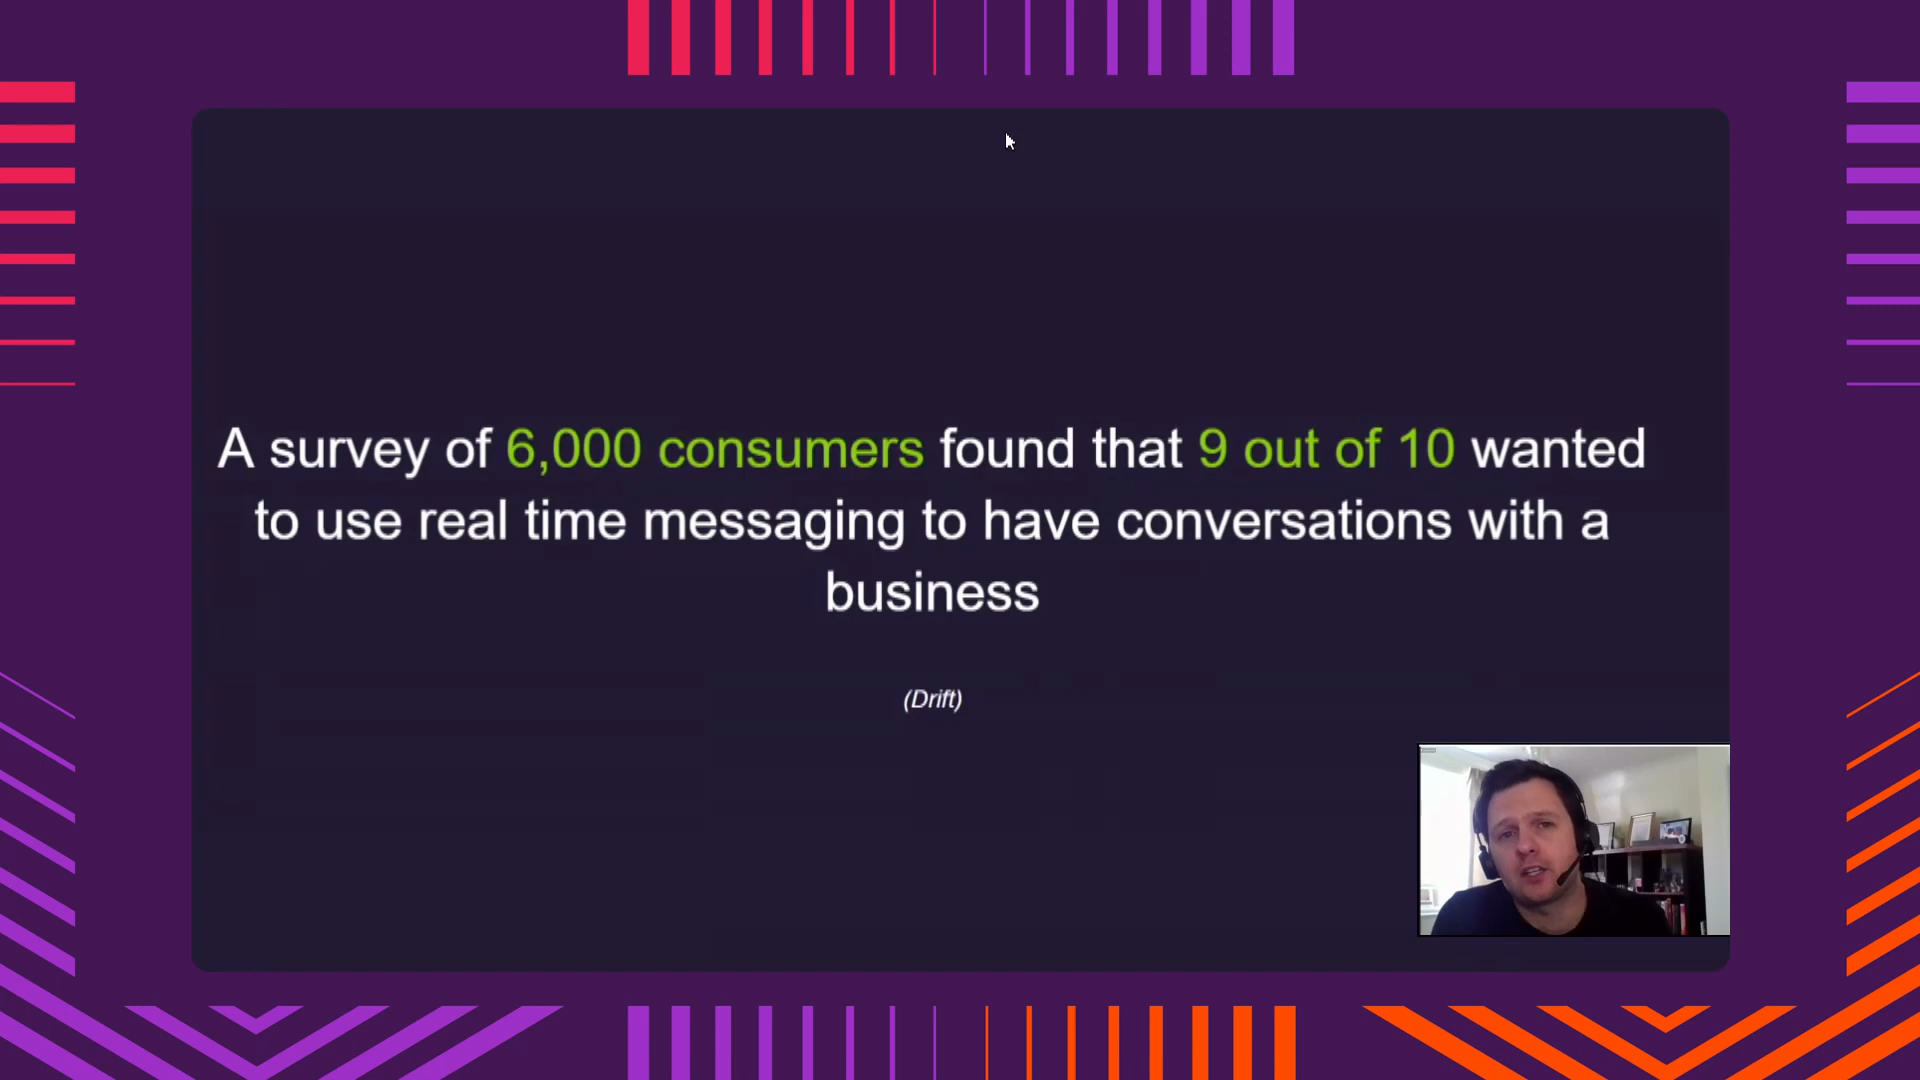 A survey of 6,000 consumers found that 9 out of 10 wanted
to use real time messaging to have conversations with a
business
(Drift)